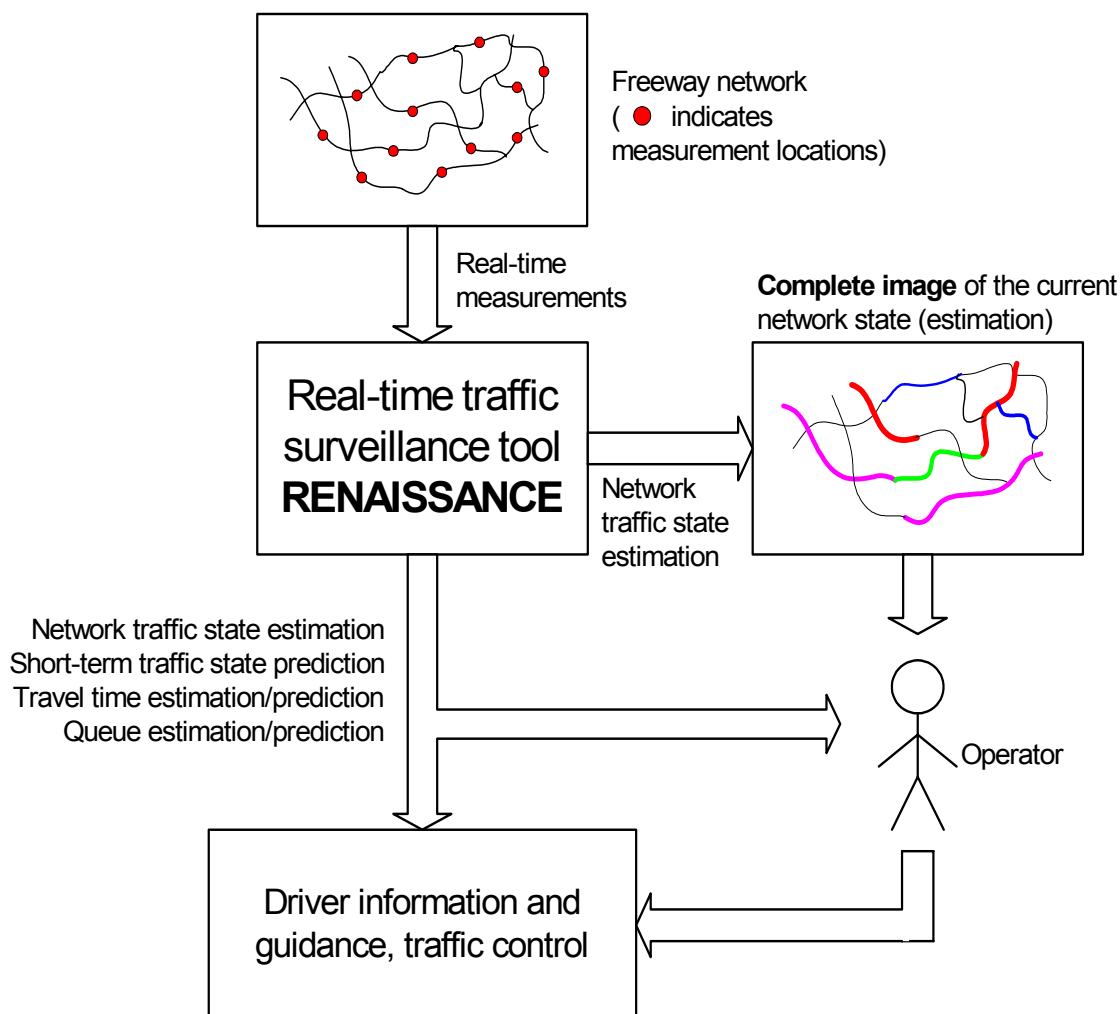 Freeway network
( indicates
measurement locations)
Real-time
measurements
Complete image of the current
network state (estimation)
Real-time traffic
surveillance tool
RENAISSANCE
Network
traffic state
estimation
Network traffic state estimation
Short-term traffic state prediction
Travel time estimation/prediction
Queue estimation/prediction
Operator
Driver information and
guidance, traffic control